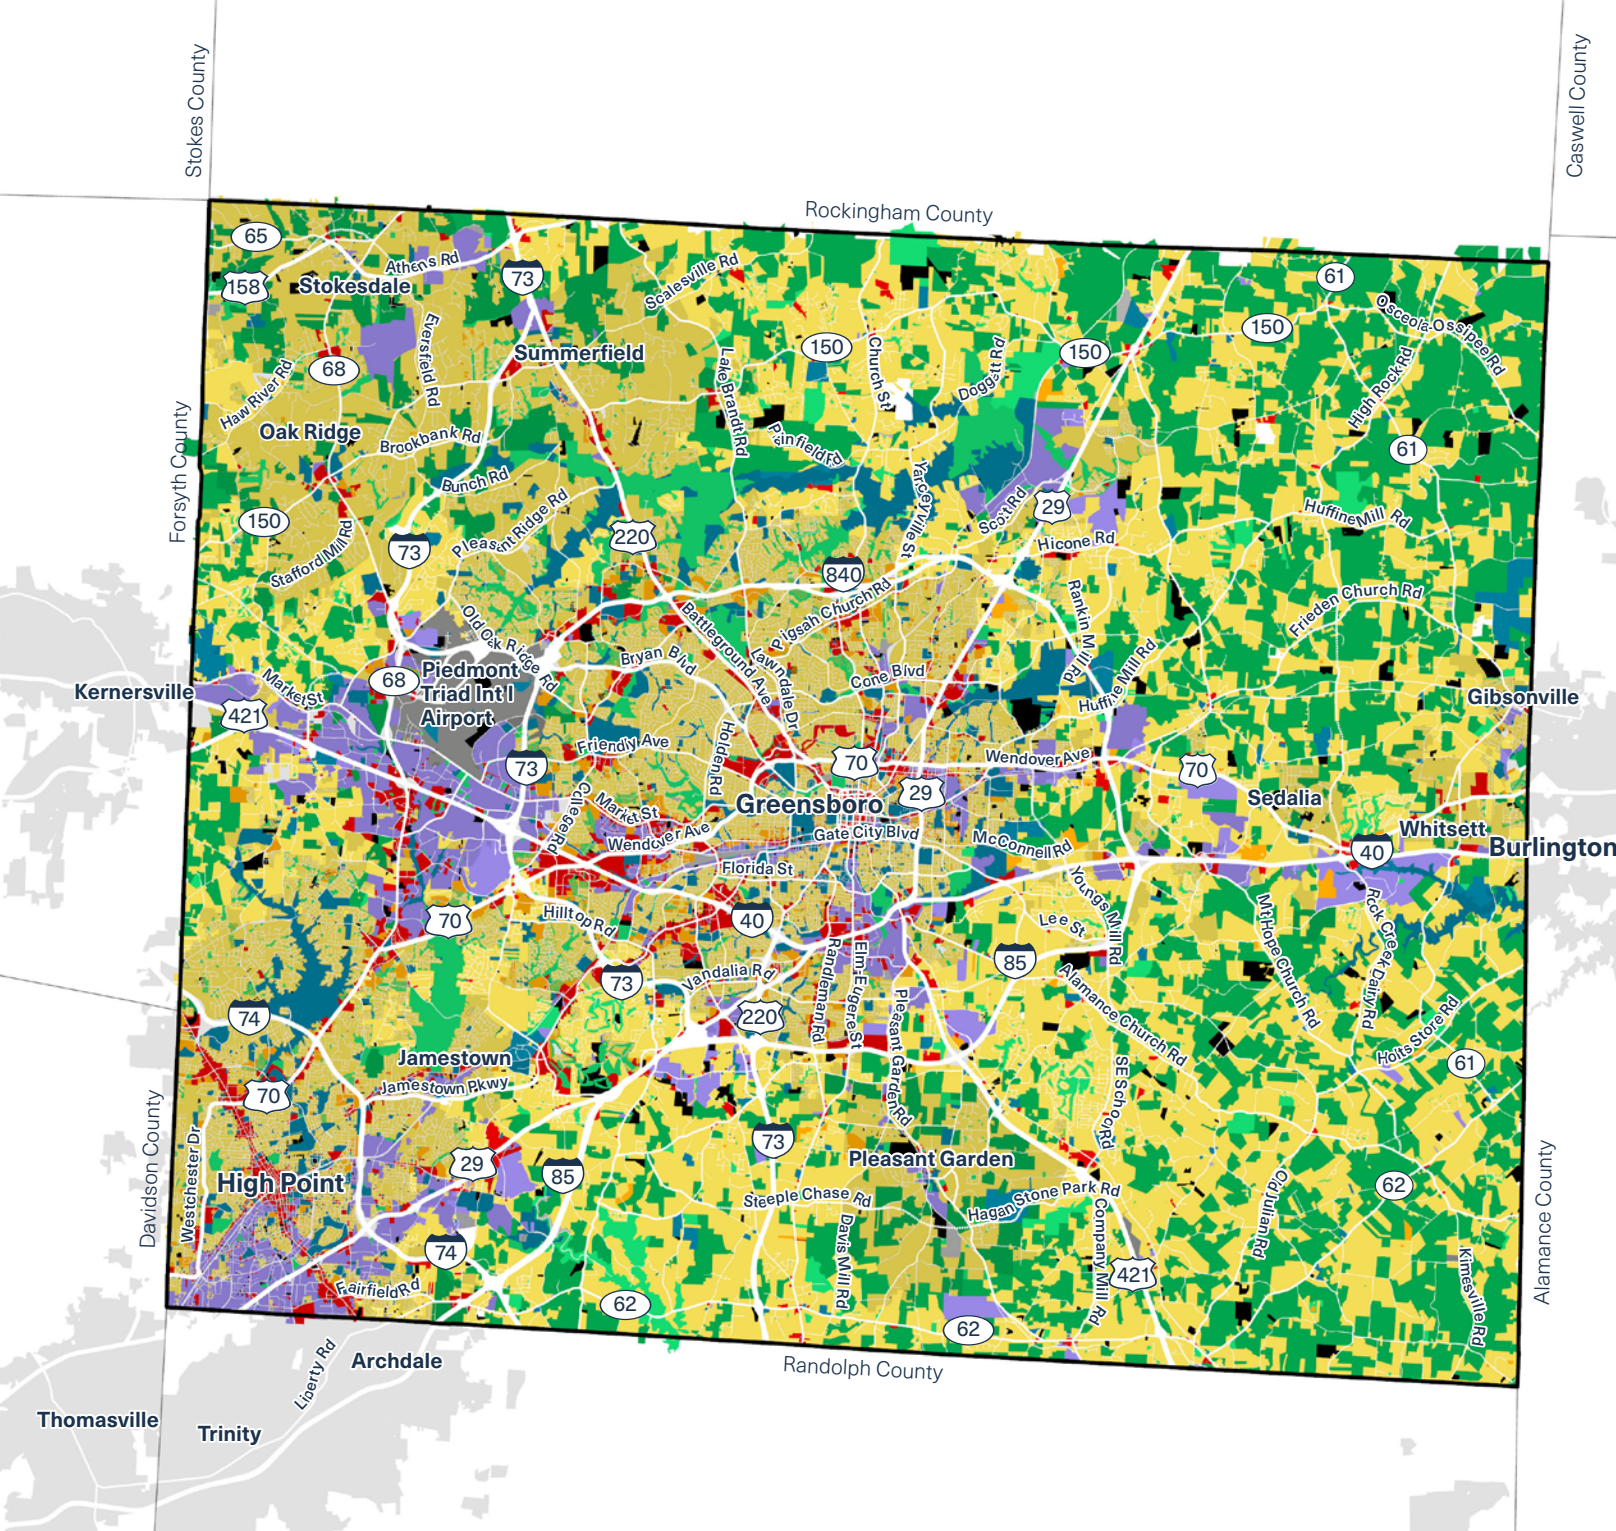 Stokes County
Caswell County
Rockingham County
65
Athens Rd
158
Stokesdale
73
Scalesville Rd
61
Osceola-Ossipee Rd
150
Eversfield Rd
Summerfield
150
150
68
Lake Brandt Rd
Church St
Doggett Rd
High Rock Rd
Haw River Rd
Oak Ridge
Brookbank Rd
61
Forsyth County
Bunch Rd
Yanceyville St
Scott Rd
29
Huffine Mill Rd
150
Stafford Mill Rd
Pleasant Ridge Rd
220
Hicone Rd
73
840
Pisgah Church Rd
Rankin Mill Rd
Frieden Church Rd
Old Oak Ridge Rd
Battleground Ave
Lawndale Dr
Bryan Blvd
Cone Blvd
Huffine Mill Rd
Kernersville
Market St
68
Piedmont
Triad Int'l
Airport
421
Gibsonville
Friendly Ave
Holden Rd
73
70
Wendover Ave
70
29
Greensboro
Sedalia
College Rd
Market St
Wendover Ave
Gate City Blvd
McConnell Rd
Whitsett
40
Burlington
Florida St
Youngs Mill Rd
Mt Hope Church Rd
Rock Creek Dairy Rd
70
Hilltop Rd
40
Lee St
Randleman Rd
Elm-Eugene St
85
73
Vandalia Rd
Alamance Church Rd
74
220
Pleasant Garden Rd
Holts Store Rd
Jamestown
61
SE School Rd
70
Jamestown Pkwy
Davidson County
Westchester Dr
73
Alamance County
29
85
Pleasant Garden
High Point
62
Steeple Chase Rd
Hagan Stone Park Rd
Old Julian Rd
Davis Mill Rd
Company Mill Rd
74
421
Kimesville Rd
Fairfield Rd
62
62
Randolph County
Liberty Rd
Archdale
Thomasville
Trinity